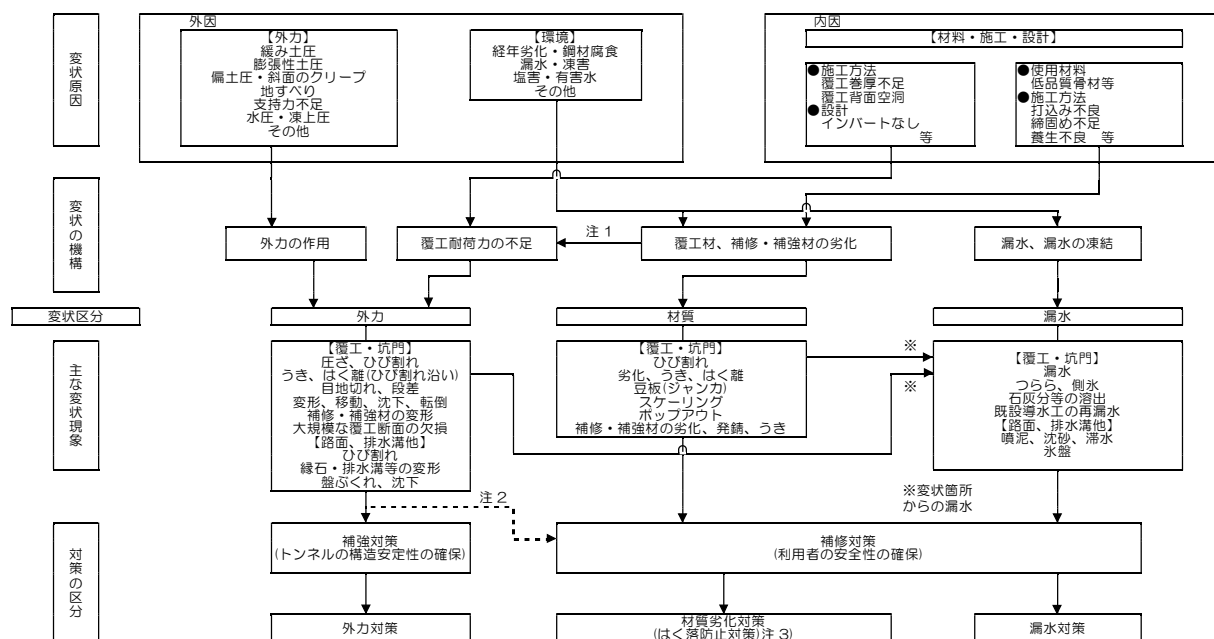 変状原因
外因
【外力】
緩み土圧
膨張性土圧
偏土圧・斜面のクリープ
地すべり
支持力不足
水圧・凍上圧
その他
【環境】
経年劣化・鋼材腐食
漏水・凍害
塩害・有害水
その他
内因
【材料・施工・設計】
●施工方法
覆工巻厚不足
覆工背面空洞
●設計
インバートなし
等
●使用材料
低品質骨材等
●施工方法
打込み不良
締固め不足
養生不良 等
変状の機構
外力の作用
覆工耐荷力の不足
注1
覆工材、補修・補強材の劣化
漏水、漏水の凍結
変状区分
外力
材質
漏水
主な変状現象
【覆工・坑門】
圧ざ、ひび割れ
うき、はく離(ひび割れ沿い)
目地切れ、段差
変形、移動、沈下、転倒
補修・補強材の変形
大規模な覆工断面の欠損
【路面、排水溝他】
ひび割れ
縁石・排水溝等の変形
盤ぶくれ、沈下
【覆工・坑門】
ひび割れ
劣化、うき、はく離
豆板(ジャンカ)
スケーリング
ポップアウト
補修・補強材の劣化、発錆、うき
※
※
【覆工・坑門】
漏水
つらら、側氷
石灰分等の溶出
既設導水工の再漏水
【路面、排水溝他】
噴泥、沈砂、滞水
氷盤
※変状箇所
からの漏水
注2
対策の区分
補強対策
(トンネルの構造安定性の確保)
補修対策
(利用者の安全性の確保)
外力対策
材質劣化対策
(はく落防止対策)注3)
漏水対策